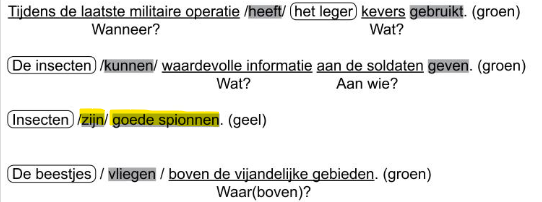 Tijdens de laatste militaire operatie /heeft/ het leger kevers gebruikt. (groen)
Wanneer? Wat?
De insecten /kunnen/ waardevolle informatie aan de soldaten geven. (groen)
Wat? Aan wie?
Insecten /zijn/ goede spionnen. (geel)
De beestjes / vliegen / boven de vijandelijke gebieden. (groen)
Waar(boven)?